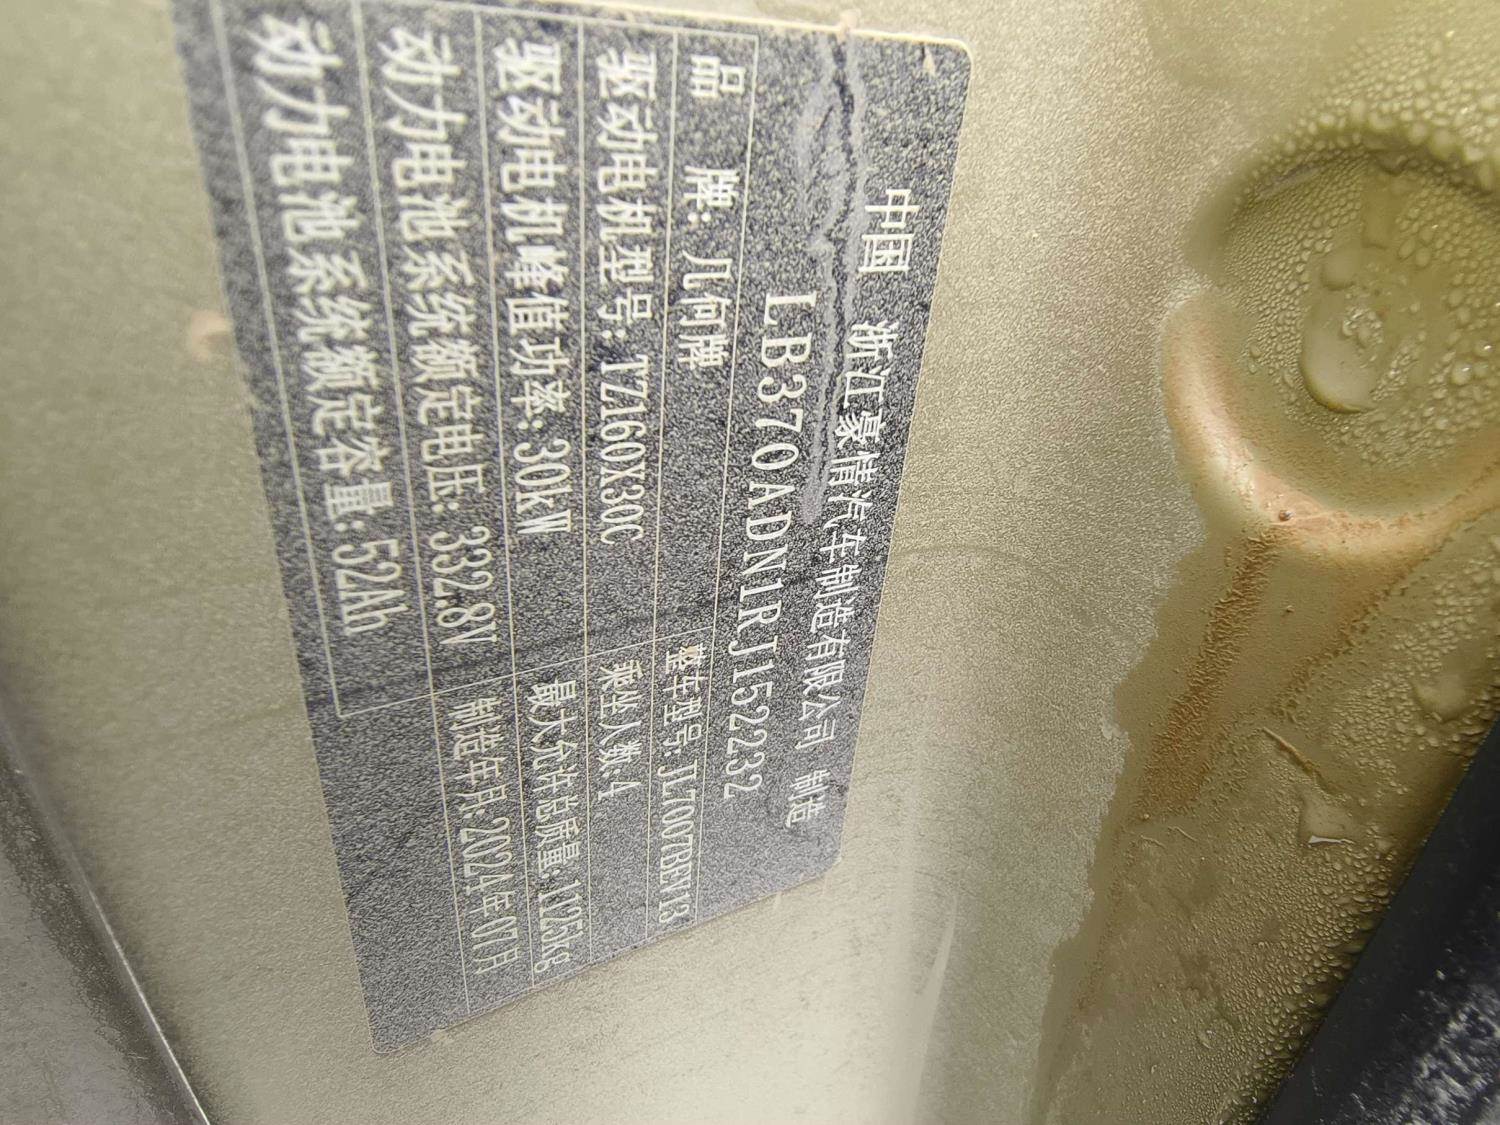 中国 浙江豪情汽车制造有限公司 制造
LB370ADN1RJ152232
品 牌: 几何牌 整车型号: JL7007BEV13
驱动电机型号: TZ160X30C 乘坐人数: 4
驱动电机峰值功率: 30kW 最大允许总质量: 1125kg
动力电池系统额定电压: 332.8V 制造年月: 2024年07月
动力电池系统额定容量: 52Ah